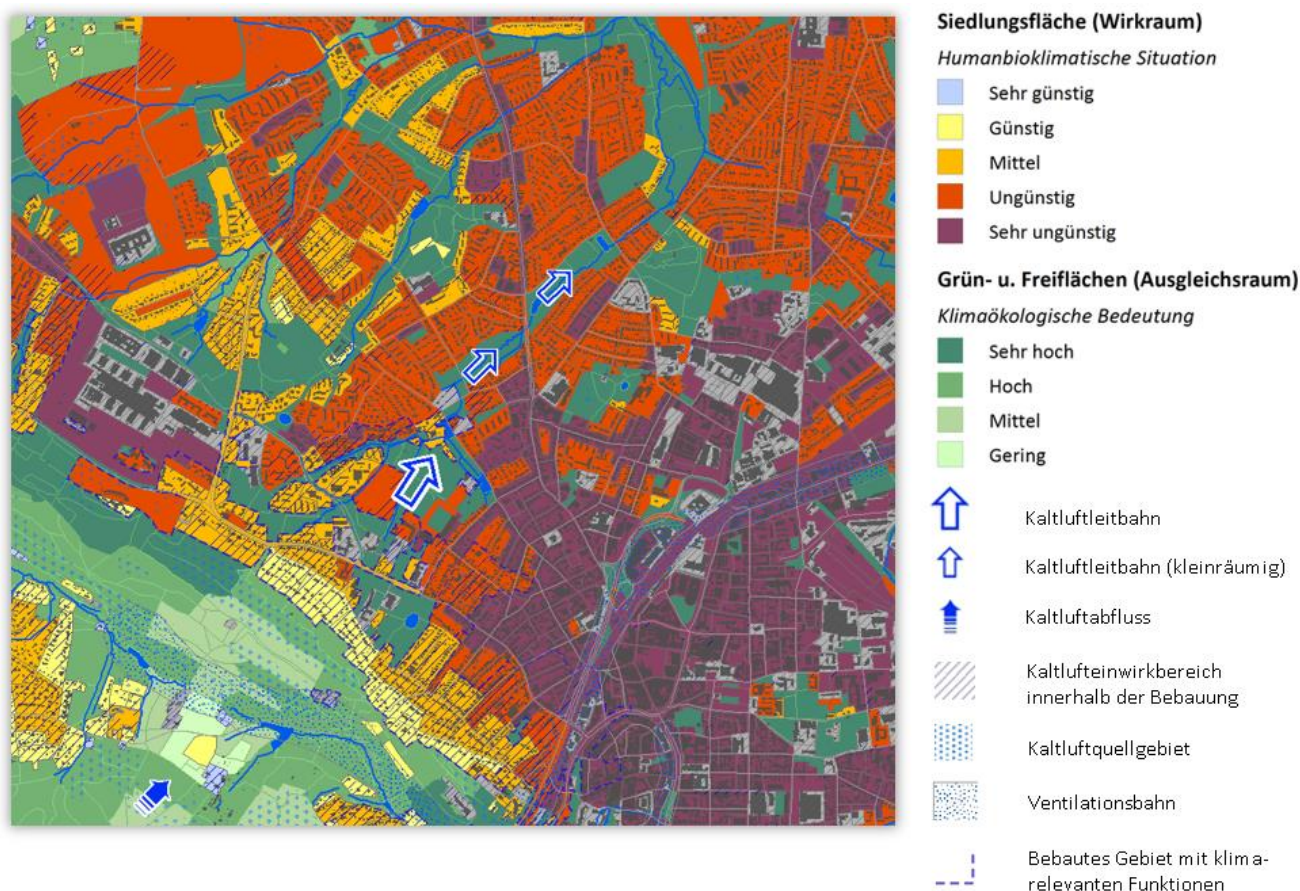 Siedlungsfläche (Wirkraum)
Humanbioklimatische Situation
Sehr günstig
Günstig
Mittel
Ungünstig
Sehr ungünstig
Grün- u. Freiflächen (Ausgleichsraum)
Klimaökologische Bedeutung
Sehr hoch
Hoch
Mittel
Gering
Kaltluftleitbahn
Kaltluftleitbahn (kleinräumig)
Kaltluftabfluss
Kaltlufteinwirkbereich
innerhalb der Bebauung
Kaltluftquellgebiet
Ventilationsbahn
Bebautes Gebiet mit klima-
relevanten Funktionen